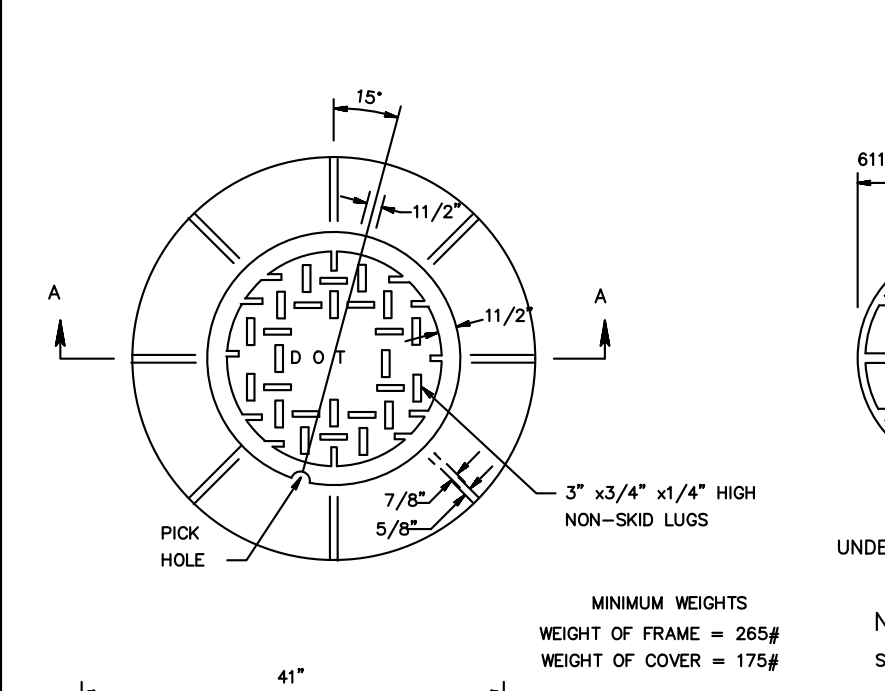 15°
611
11/2"
A
A
11/2"
D O T
7/8"
3" x3/4" x1/4" HIGH
NON-SKID LUGS
5/8"
PICK
HOLE
UNDE
MINIMUM WEIGHTS
WEIGHT OF FRAME = 265#
N
WEIGHT OF COVER = 175#
S
41"